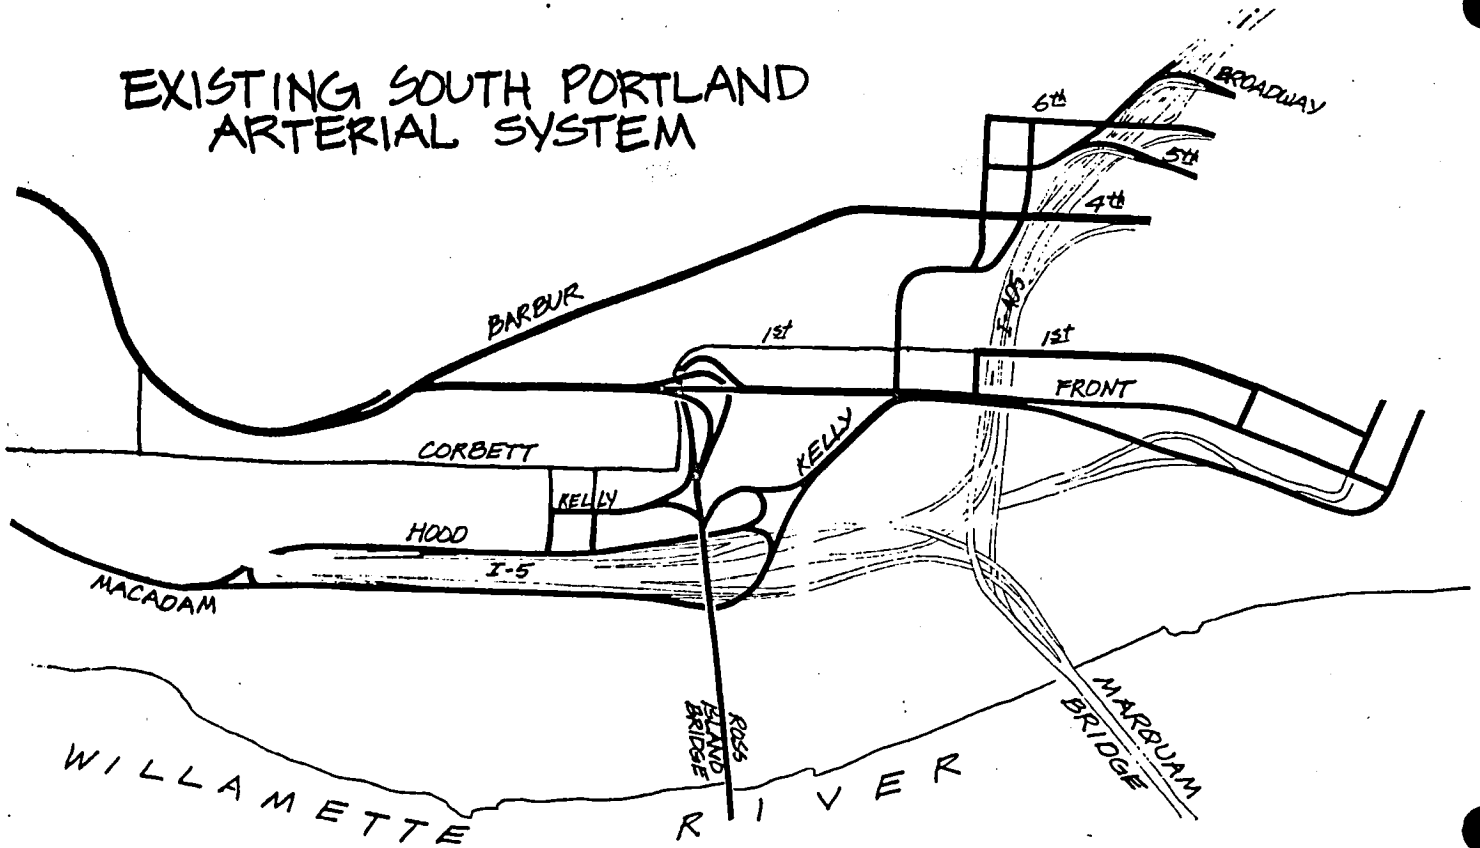 EXISTING SOUTH PORTLAND
ARTERIAL SYSTEM
BROADWAY
6th
5th
4th
I-405
BARBUR
1st
1st
FRONT
KELLY
CORBETT
KELLY
HOOD
I-5
MACADAM
ROSS
ISLAND
BRIDGE
MARQUAM
BRIDGE
WILLAMETTE
RIVER